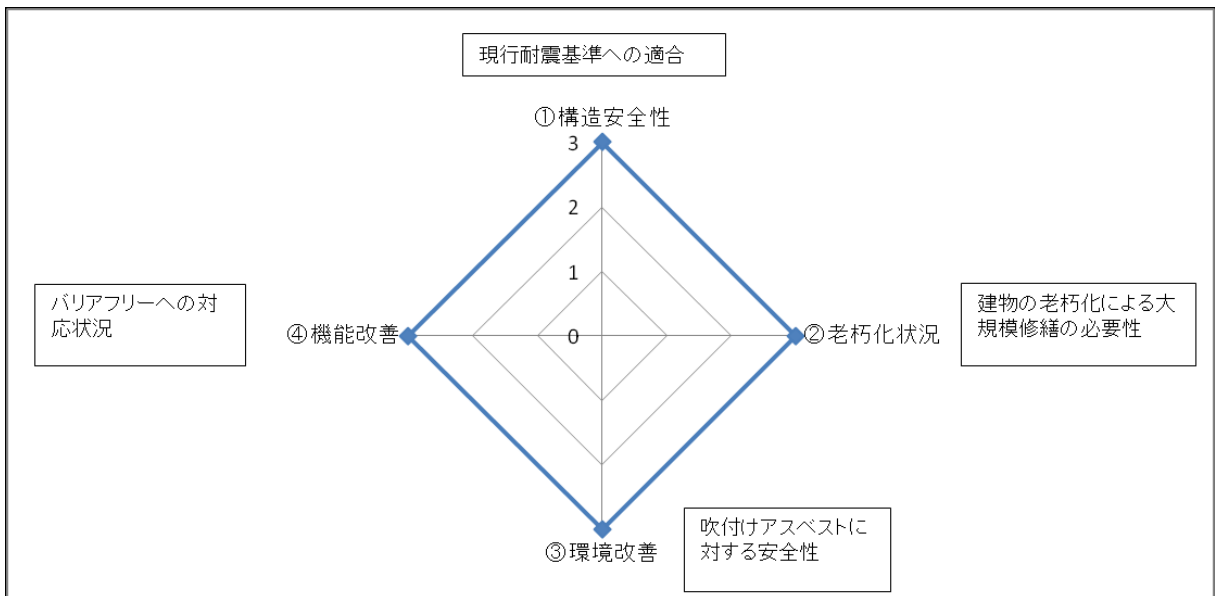 現行耐震基準への適合
①構造安全性
3
2
1
0
バリアフリーへの対
応状況
④機能改善
②老朽化状況
建物の老朽化による大
規模修繕の必要性
③環境改善
吹付けアスベストに
対する安全性